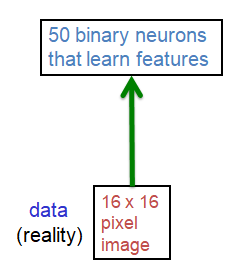 50 binary neurons
that learn features
data
(reality)
16 x 16
pixel
image